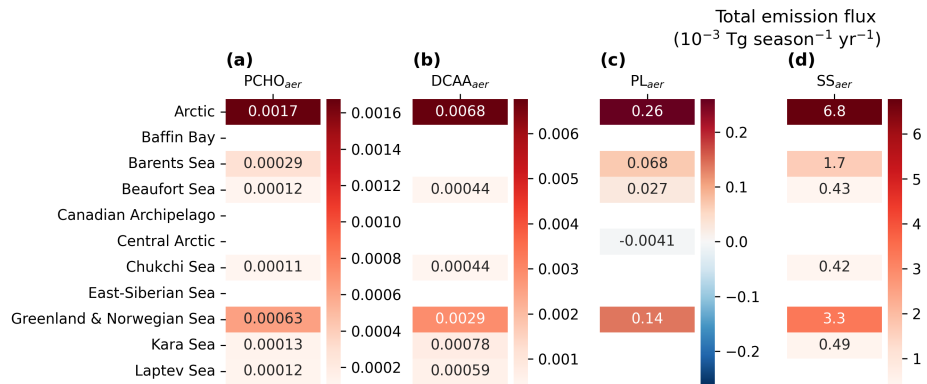 Total emission flux
(10⁻³ Tg season⁻¹ yr⁻¹)
(a) (b) (c) (d)
PCHOaer DCAAaer PLaer SSaer
Arctic 0.0017 0.0068 0.26 6.8
Baffin Bay
Barents Sea 0.00029 0.068 1.7
Beaufort Sea 0.00012 0.00044 0.027 0.43
Canadian Archipelago
Central Arctic -0.0041
Chukchi Sea 0.00011 0.00044 0.42
East-Siberian Sea
Greenland & Norwegian Sea 0.00063 0.0029 0.14 3.3
Kara Sea 0.00013 0.00078 0.49
Laptev Sea 0.00012 0.00059
0.0016
0.0014
0.0012
0.0010
0.0008
0.0006
0.0004
0.0002
0.006
0.005
0.004
0.003
0.002
0.001
0.2
0.1
0.0
−0.1
−0.2
6
5
4
3
2
1